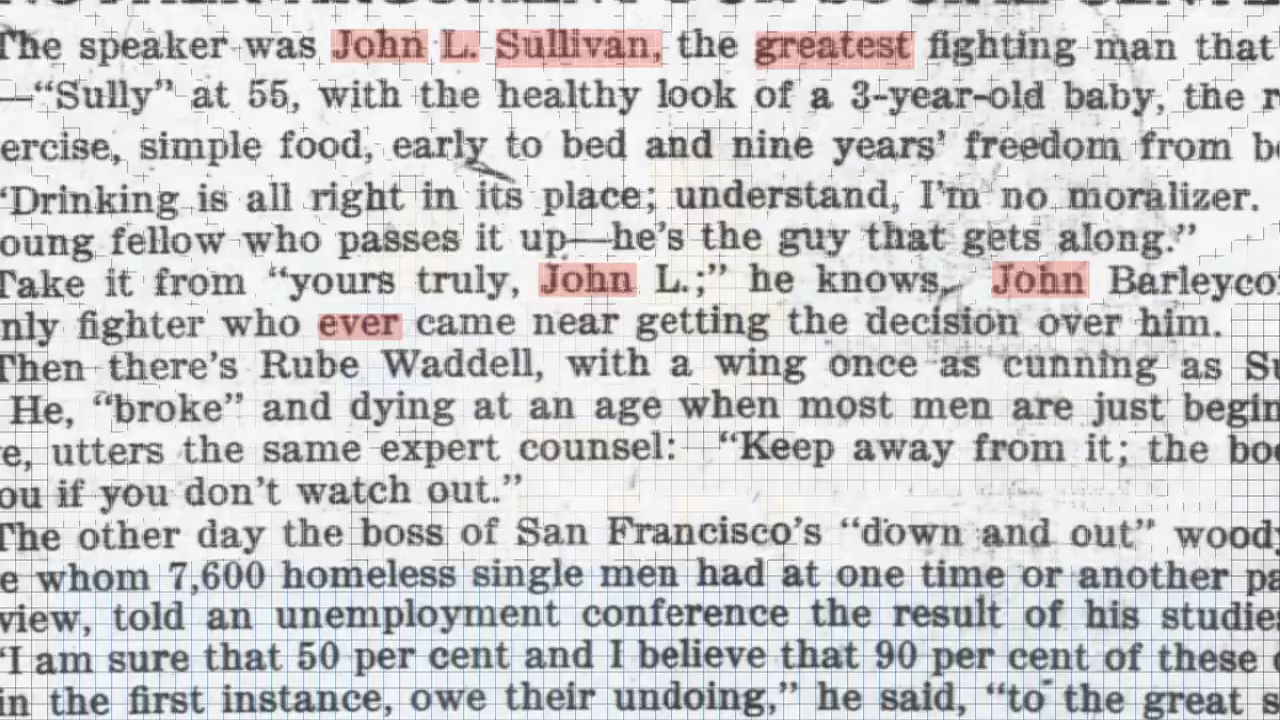 The speaker was John L. Sullivan, the greatest fighting man that
—“Sully” at 55, with the healthy look of a 3-year-old baby, the
ercise, simple food, early to bed and nine years’ freedom from
“Drinking is all right in its place; understand, I’m no moralizer.
oung fellow who passes it up—he’s the guy that gets along.”
Take it from “yours truly, John L.;” he knows. John Barleyco
nly fighter who ever came near getting the decision over him.
Then there’s Rube Waddell, with a wing once as cunning as Su
He, “broke” and dying at an age when most men are just begin
e, utters the same expert counsel: “Keep away from it; the boo
ou if you don’t watch out.”
The other day the boss of San Francisco’s “down and out” wood
e whom 7,600 homeless single men had at one time or another pa
view, told an unemployment conference the result of his studie
“I am sure that 50 per cent and I believe that 90 per cent of these
in the first instance, owe their undoing,” he said, “to the great s